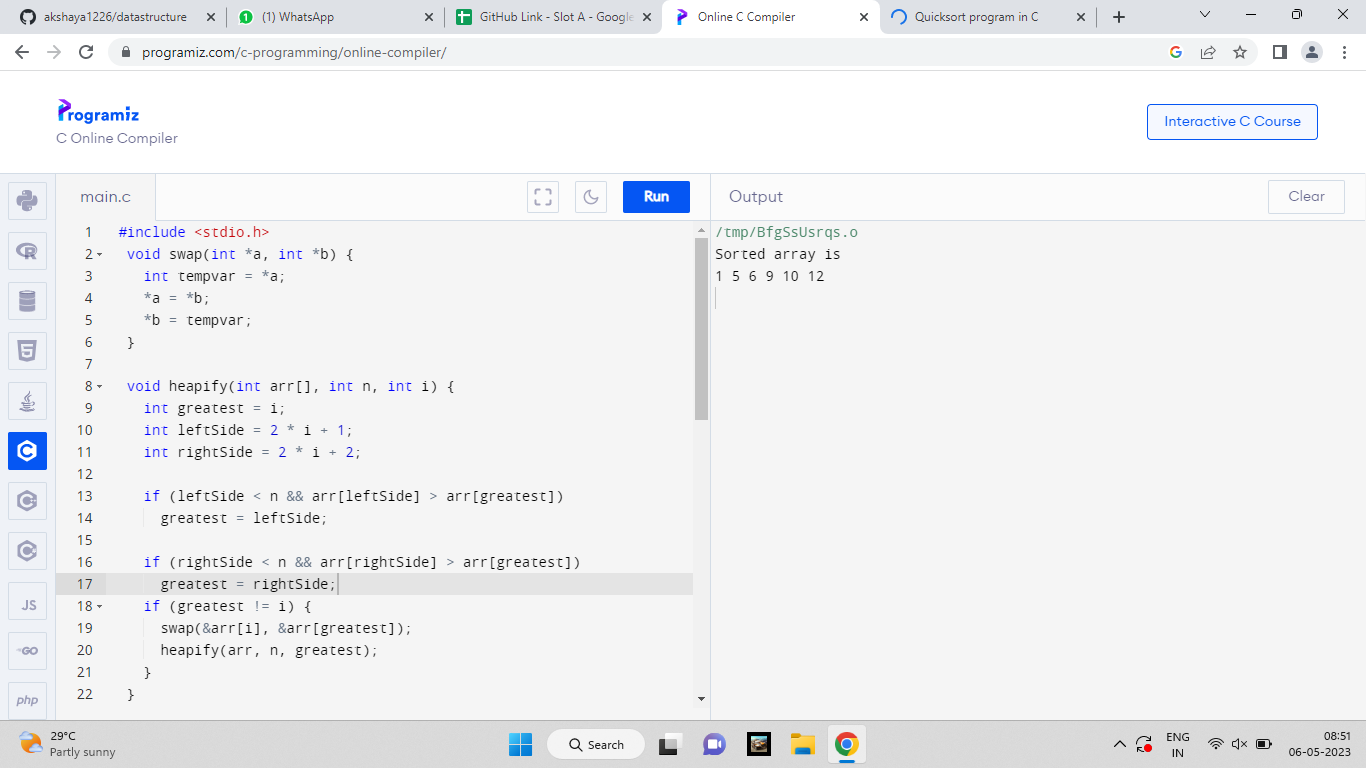 akshaya1226/datastructure
(1) WhatsApp
GitHub Link - Slot A - Google
Online C Compiler
Quicksort program in C
programiz.com/c-programming/online-compiler/
Programiz
C Online Compiler
Interactive C Course
main.c
Run
Output
Clear
1 #include <stdio.h>
2 void swap(int *a, int *b) {
3 int tempvar = *a;
4 *a = *b;
5 *b = tempvar;
6 }
7
8 void heapify(int arr[], int n, int i) {
9 int greatest = i;
10 int leftSide = 2 * i + 1;
11 int rightSide = 2 * i + 2;
12
13 if (leftSide < n && arr[leftSide] > arr[greatest])
14 greatest = leftSide;
15
16 if (rightSide < n && arr[rightSide] > arr[greatest])
17 greatest = rightSide;
18 if (greatest != i) {
19 swap(&arr[i], &arr[greatest]);
20 heapify(arr, n, greatest);
21 }
22 }
/tmp/BfgSsUsrqs.o
Sorted array is
1 5 6 9 10 12
R
5
C
C
C
JS
GO
php
29°C
Partly sunny
Search
ENG
IN
08:51
06-05-2023